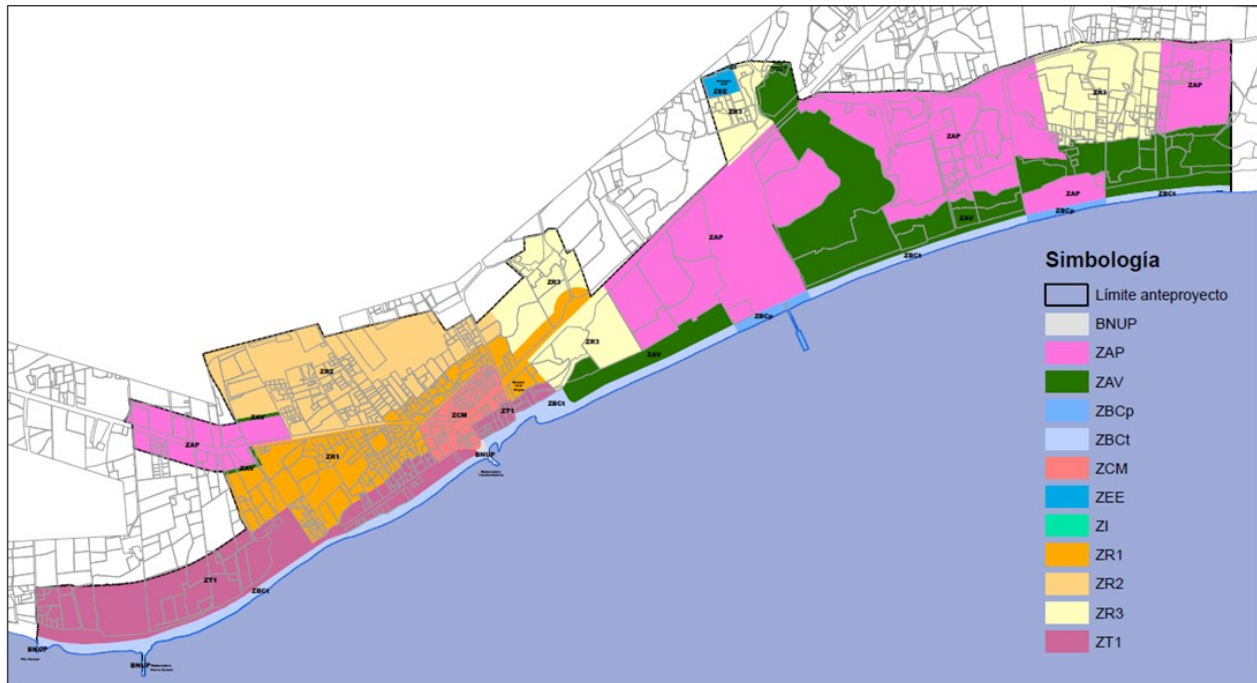 ZEE
ZR3
ZAP
ZR3
ZAP
ZAP
ZBCt
ZAV
ZBCp
ZAP
ZBCt
ZR3
ZBCp
ZR3
ZAV
ZR2
ZAV
ZCM
ZT1
ZBCt
ZAP
ZAV
ZR1
BNUP
ZT1
ZBCt
BNUP
BNUP
Simbología
Límite anteproyecto
BNUP
ZAP
ZAV
ZBCp
ZBCt
ZCM
ZEE
ZI
ZR1
ZR2
ZR3
ZT1